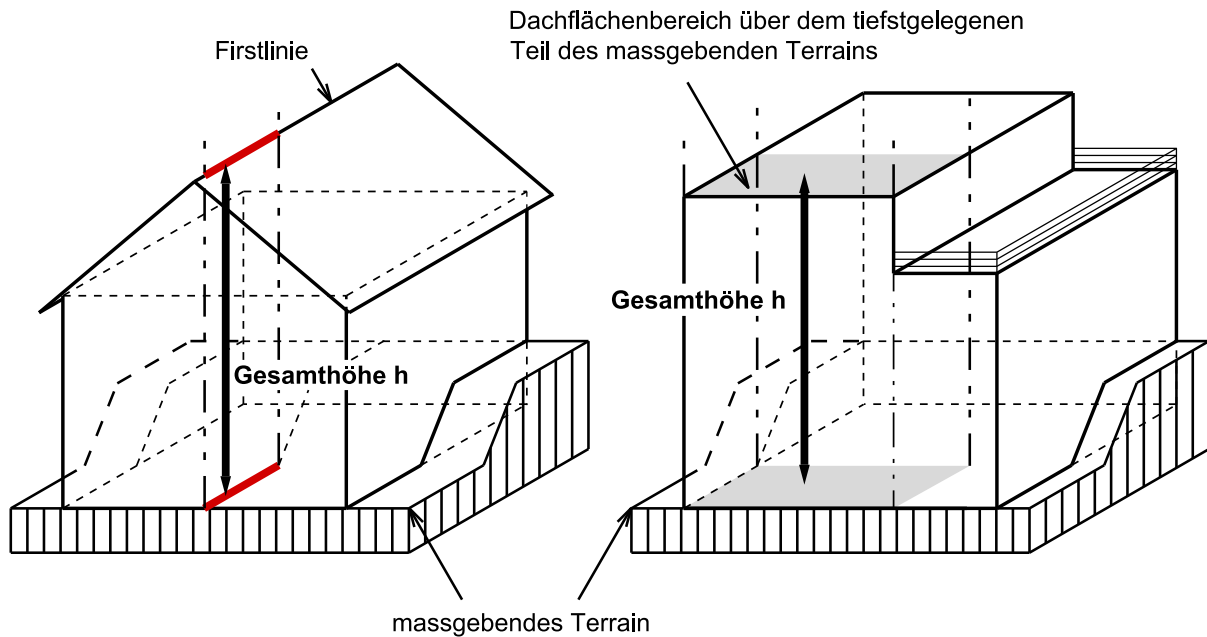 Dachflächenbereich über dem tiefstgelegenen
Teil des massgebenden Terrains
Firstlinie
Gesamthöhe h
Gesamthöhe h
massgebendes Terrain